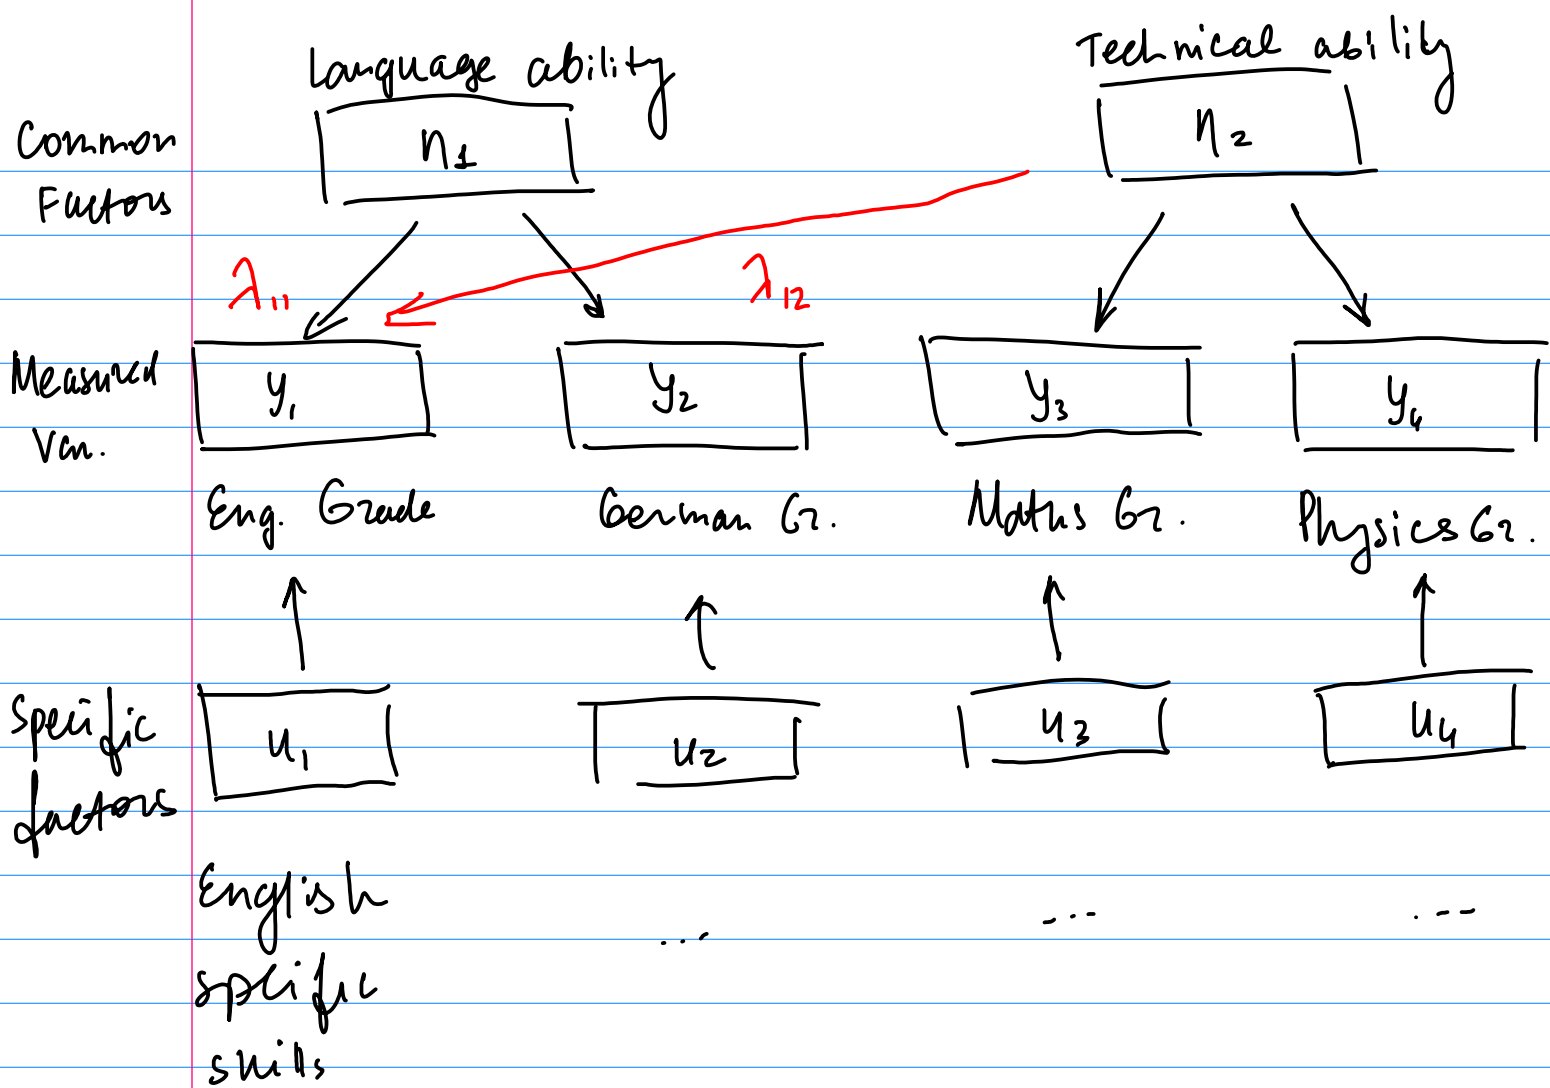 Language ability
Technical ability
Common
Factors
η1
η2
λ11
λ12
Measured
Var.
y1
y2
y3
y4
Eng. Grade
German Gr.
Maths Gr.
Physics Gr.
Specific
factors
u1
u2
u3
u4
English
...
...
...
spcific
skills